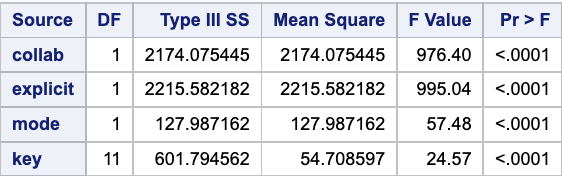 Source DF Type III SS Mean Square F Value Pr > F
collab 1 2174.075445 2174.075445 976.40 <.0001
explicit 1 2215.582182 2215.582182 995.04 <.0001
mode 1 127.987162 127.987162 57.48 <.0001
key 11 601.794562 54.708597 24.57 <.0001